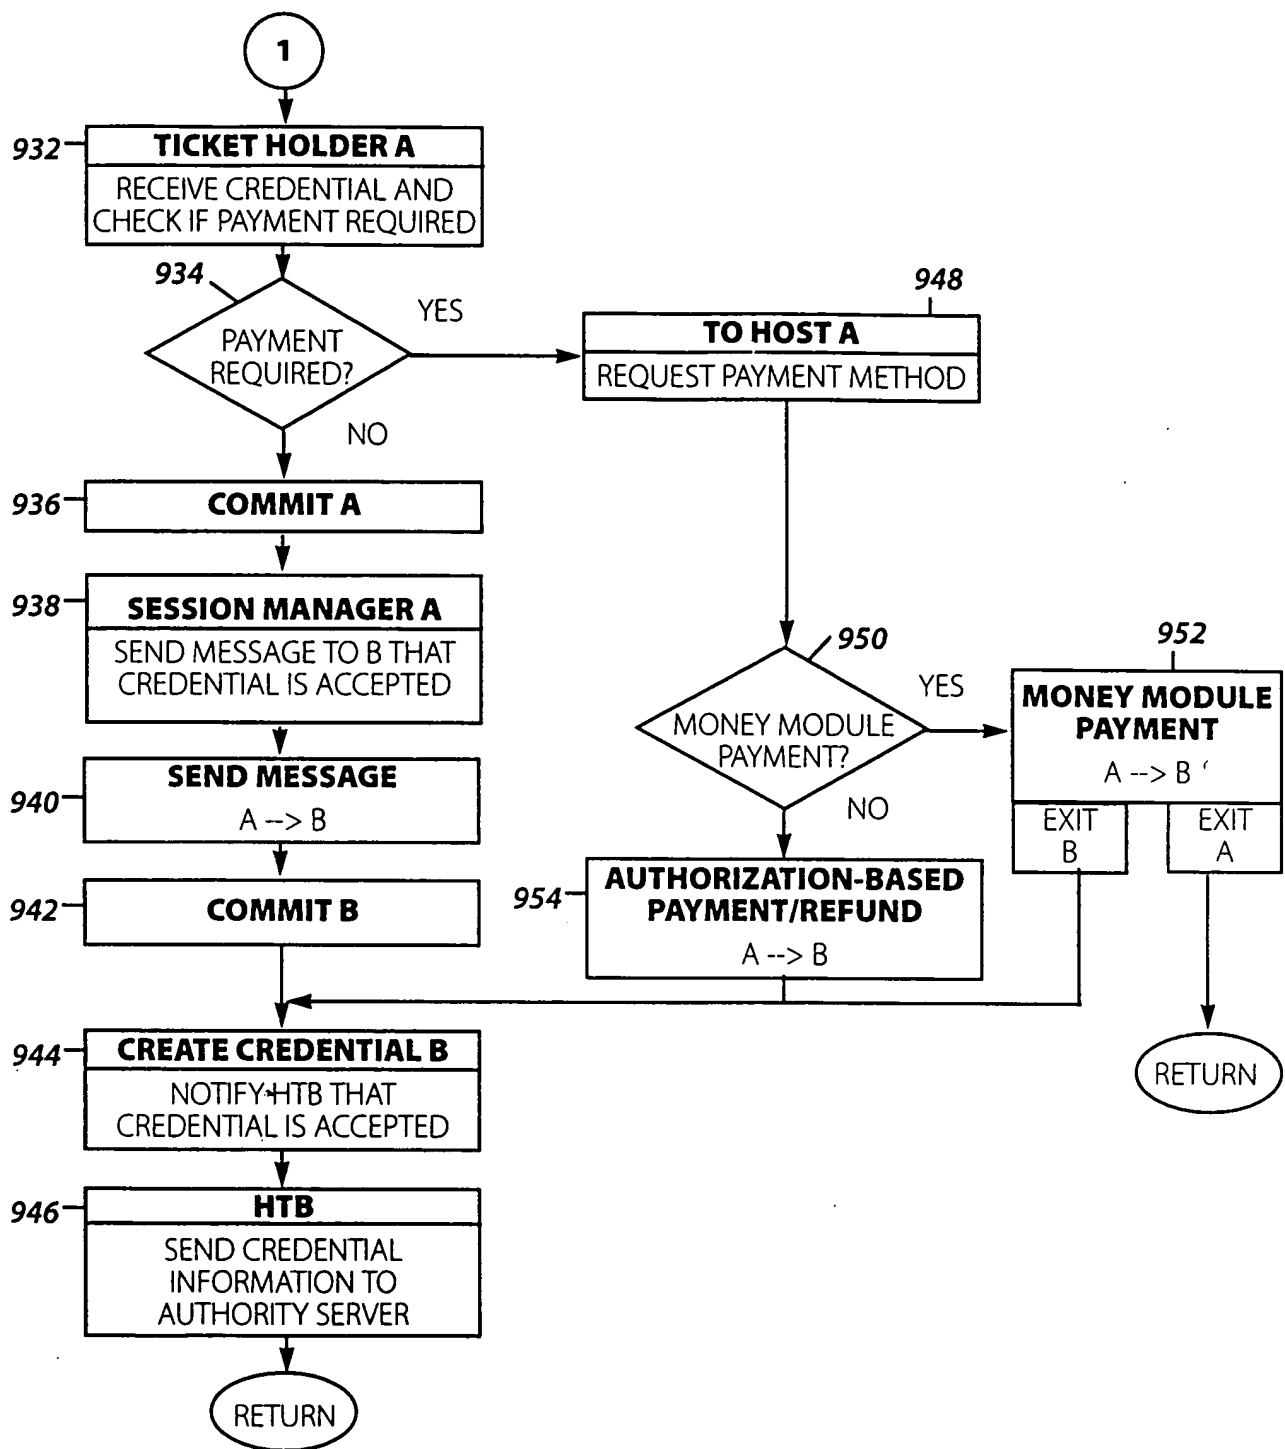 1
932
TICKET HOLDER A
RECEIVE CREDENTIAL AND
CHECK IF PAYMENT REQUIRED
934
PAYMENT
REQUIRED?
YES
NO
948
TO HOST A
REQUEST PAYMENT METHOD
936
COMMIT A
938
SESSION MANAGER A
SEND MESSAGE TO B THAT
CREDENTIAL IS ACCEPTED
940
SEND MESSAGE
A --> B
942
COMMIT B
950
MONEY MODULE
PAYMENT?
YES
NO
952
MONEY MODULE
PAYMENT
A --> B
EXIT
B
EXIT
A
RETURN
954
AUTHORIZATION-BASED
PAYMENT/REFUND
A --> B
944
CREATE CREDENTIAL B
NOTIFY HTB THAT
CREDENTIAL IS ACCEPTED
946
HTB
SEND CREDENTIAL
INFORMATION TO
AUTHORITY SERVER
RETURN